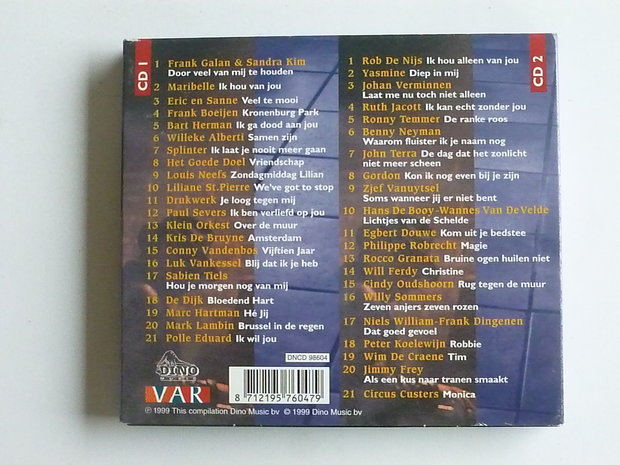 CD 1
1 Frank Galan & Sandra Kim
Door veel van mij te houden
2 Maribelle Ik hou van jou
3 Eric en Sanne Veel te mooi
4 Frank Boeijen Kronenburg Park
5 Bart Herman Ik ga dood aan jou
6 Willeke Alberti Samen zijn
7 Splinter Ik laat je nooit meer gaan
8 Het Goede Doel Vriendschap
9 Louis Neefs Zondagmiddag Lilian
10 Liliane St.Pierre We've got to stop
11 Drukwerk Je loog tegen mij
12 Paul Severs Ik ben verliefd op jou
13 Klein Orkest Over de muur
14 Kris De Bruyne Amsterdam
15 Conny Vandenbos Vijftien Jaar
16 Luk Vankessel Blij dat ik je heb
17 Sabien Tiels
Hou je morgen nog van mij
18 De Dijk Bloedend Hart
19 Marc Hartman Hé Jij
20 Mark Lambin Brussel in de regen
21 Polle Eduard Ik wil jou
CD 2
1 Rob De Nijs Ik hou alleen van jou
2 Yasmine Diep in mij
3 Johan Verminnen
Laat me nu toch niet alleen
4 Ruth Jacott Ik kan echt zonder jou
5 Ronny Temmer De ranke roos
6 Benny Neyman
Waarom fluister ik je naam nog
7 John Terra De dag dat het zonlicht
niet meer scheen
8 Gordon Kon ik nog even bij je zijn
9 Zjef Vanuytsel
Soms wanneer jij er niet bent
10 Hans De Booy-Wannes Van De Velde
Lichtjes van de Schelde
11 Egbert Douwe Kom uit je bedstee
12 Philippe Robrecht Magie
13 Rocco Granata Bruine ogen huilen niet
14 Will Ferdy Christine
15 Cindy Oudshoorn Rug tegen de muur
16 Willy Sommers
Zeven anjers zeven rozen
17 Niels William-Frank Dingenen
Dat goed gevoel
18 Peter Koelewijn Robbie
19 Wim De Craene Tim
20 Jimmy Frey
Als een kus naar tranen smaakt
21 Circus Custers Monica
DINO
MUSIC
VAR
DNCD 98604
8 712195 760479
℗ 1999 This compilation Dino Music bv © 1999 Dino Music bv